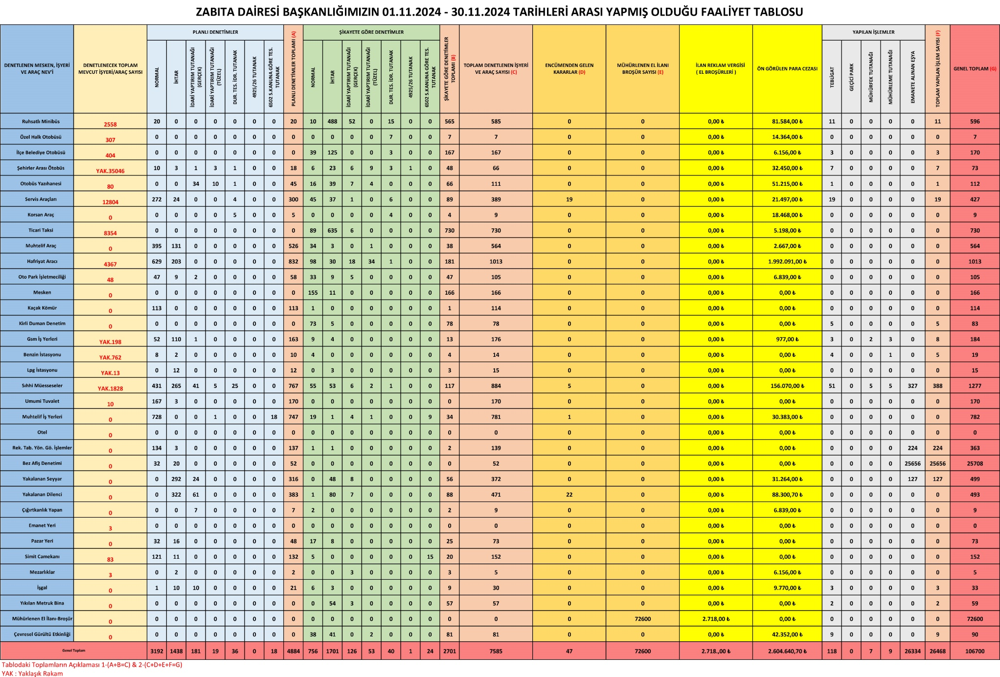 ZABITA DAİRESİ BAŞKANLIĞIMIZIN 01.11.2024 - 30.11.2024 TARİHLERİ ARASI YAPMIŞ OLDUĞU FAALİYET TABLOSU
DENETLENEN MESKEN, İŞYERİ VE ARAÇ NEV'İ
DENETLENECEK TOPLAM MEVCUT İŞYERİ/ARAÇ SAYISI
PLANLI DENETİMLER
NORMAL
İHTAR
İDARİ YAPTIRIM TUTANAĞI (GERÇEK)
İDARİ YAPTIRIM TUTANAĞI (TÜZEL)
DUR. TES. İDR. TUTANAK
4925/26 TUTANAK
6502 S.KANUNA GÖRE TES. TUTANAK
PLANLI DENETİMLER TOPLAMI (A)
ŞİKAYETE GÖRE DENETİMLER
NORMAL
İHTAR
İDARİ YAPTIRIM TUTANAĞI (GERÇEK)
İDARİ YAPTIRIM TUTANAĞI (TÜZEL)
DUR. TES. İDR. TUTANAK
4925/26 TUTANAK
6502 S.KANUNA GÖRE TES. TUTANAK
ŞİKAYETE GÖRE DENETİMLER TOPLAMI (B)
TOPLAM DENETLENEN İŞYERİ VE ARAÇ SAYISI (C)
ENCÜMENDEN GELEN KARARLAR (D)
MÜHÜRLENEN EL İLANI BROŞÜR SAYISI (E)
İLAN REKLAM VERGİSİ ( EL BROŞÜRLERİ )
ÖN GÖRÜLEN PARA CEZASI
YAPILAN İŞLEMLER
TEBLİGAT
GEÇİCİ PARK
MÜHÜRFEK TUTANAĞI
MÜHÜRLEME TUTANAĞI
EMANETE ALINAN EŞYA
TOPLAM YAPILAN İŞLEM SAYISI (F)
GENEL TOPLAM (G)
Ruhsatlı Minibüs 2558 20 0 0 0 0 0 0 20 10 488 52 0 15 0 0 565 585 0 0 0,00 ₺ 81.584,00 ₺ 11 0 0 0 0 11 596
Özel Halk Otobüsü 307 0 0 0 0 0 0 0 0 0 0 0 0 7 0 0 7 7 0 0 0,00 ₺ 14.364,00 ₺ 0 0 0 0 0 0 7
İlçe Belediye Otobüsü 404 0 0 0 0 0 0 0 0 39 125 0 0 3 0 0 167 167 0 0 0,00 ₺ 6.156,00 ₺ 3 0 0 0 0 3 170
Şehirler Arası Ötobüs YAK.35046 10 3 1 3 1 0 0 18 6 23 6 9 3 1 0 48 66 0 0 0,00 ₺ 32.450,00 ₺ 7 0 0 0 0 7 73
Otobüs Yazıhanesi 80 0 0 34 10 1 0 0 45 16 39 7 4 0 0 0 66 111 0 0 0,00 ₺ 51.215,00 ₺ 1 0 0 0 0 1 112
Servis Araçları 12804 272 24 0 0 4 0 0 300 45 37 1 0 6 0 0 89 389 19 0 0,00 ₺ 21.497,00 ₺ 19 0 0 0 0 19 427
Korsan Araç 0 0 0 0 0 5 0 0 5 0 0 0 0 4 0 0 4 9 0 0 0,00 ₺ 18.468,00 ₺ 0 0 0 0 0 0 9
Ticari Taksi 8354 0 0 0 0 0 0 0 0 89 635 6 0 0 0 0 730 730 0 0 0,00 ₺ 5.198,00 ₺ 0 0 0 0 0 0 730
Muhtelif Araç 0 395 131 0 0 0 0 0 526 34 3 0 1 0 0 0 38 564 0 0 0,00 ₺ 2.667,00 ₺ 0 0 0 0 0 0 564
Hafriyat Aracı 4367 629 203 0 0 0 0 0 832 98 30 18 34 1 0 0 181 1013 0 0 0,00 ₺ 1.992.091,00 ₺ 0 0 0 0 0 0 1013
Oto Park İşletmeciliği 48 47 9 2 0 0 0 0 58 33 9 5 0 0 0 0 47 105 0 0 0,00 ₺ 6.839,00 ₺ 0 0 0 0 0 0 105
Mesken 0 0 0 0 0 0 0 0 0 155 11 0 0 0 0 0 166 166 0 0 0,00 ₺ 0,00 ₺ 0 0 0 0 0 0 166
Kaçak Kömür 0 113 0 0 0 0 0 0 113 1 0 0 0 0 0 0 1 114 0 0 0,00 ₺ 0,00 ₺ 0 0 0 0 0 0 114
Kirli Duman Denetim 0 0 0 0 0 0 0 0 0 73 5 0 0 0 0 0 78 78 0 0 0,00 ₺ 0,00 ₺ 5 0 0 0 0 5 83
Gsm İş Yerleri YAK.198 52 110 1 0 0 0 0 163 9 4 0 0 0 0 0 13 176 0 0 0,00 ₺ 977,00 ₺ 3 0 2 3 0 8 184
Benzin İstasyonu YAK.762 8 2 0 0 0 0 0 10 4 0 0 0 0 0 0 4 14 0 0 0,00 ₺ 0,00 ₺ 4 0 0 1 0 5 19
Lpg İstasyonu YAK.13 0 12 0 0 0 0 0 12 0 3 0 0 0 0 0 3 15 0 0 0,00 ₺ 0,00 ₺ 0 0 0 0 0 0 15
Sıhhi Müesseseler YAK.1828 431 265 41 5 25 0 0 767 55 53 6 2 1 0 0 117 884 5 0 0,00 ₺ 156.070,00 ₺ 51 0 5 5 327 388 1277
Umumi Tuvalet 10 167 3 0 0 0 0 0 170 0 0 0 0 0 0 0 0 170 0 0 0,00 ₺ 0,00 ₺ 0 0 0 0 0 0 170
Muhtelif İş Yerleri 0 728 0 0 1 0 0 18 747 19 1 4 1 0 0 9 34 781 1 0 0,00 ₺ 30.383,00 ₺ 0 0 0 0 0 0 782
Otel 0 0 0 0 0 0 0 0 0 0 0 0 0 0 0 0 0 0 0 0 0,00 ₺ 0,00 ₺ 0 0 0 0 0 0 0
Rek. Tab. Yön. Gö. İşlemler 0 134 3 0 0 0 0 0 137 1 1 0 0 0 0 0 2 139 0 0 0,00 ₺ 0,00 ₺ 0 0 0 0 224 224 363
Bez Afiş Denetimi 0 32 20 0 0 0 0 0 52 0 0 0 0 0 0 0 0 52 0 0 0,00 ₺ 0,00 ₺ 0 0 0 0 25656 25656 25708
Yakalanan Seyyar 0 0 292 24 0 0 0 0 316 0 48 8 0 0 0 0 56 372 0 0 0,00 ₺ 31.264,00 ₺ 0 0 0 0 127 127 499
Yakalanan Dilenci 0 0 322 61 0 0 0 0 383 1 80 7 0 0 0 0 88 471 22 0 0,00 ₺ 88.300,70 ₺ 0 0 0 0 0 0 493
Çığırtkanlık Yapan 0 0 0 7 0 0 0 0 7 2 0 0 0 0 0 0 2 9 0 0 0,00 ₺ 6.839,00 ₺ 0 0 0 0 0 0 9
Emanet Yeri 3 0 0 0 0 0 0 0 0 0 0 0 0 0 0 0 0 0 0 0 0,00 ₺ 0,00 ₺ 0 0 0 0 0 0 0
Pazar Yeri 0 32 16 0 0 0 0 0 48 17 8 0 0 0 0 0 25 73 0 0 0,00 ₺ 0,00 ₺ 0 0 0 0 0 0 73
Simit Camekanı 83 121 11 0 0 0 0 0 132 5 0 0 0 0 0 15 20 152 0 0 0,00 ₺ 0,00 ₺ 0 0 0 0 0 0 152
Mezarlıklar 3 0 2 0 0 0 0 0 2 0 0 3 0 0 0 0 3 5 0 0 0,00 ₺ 6.156,00 ₺ 0 0 0 0 0 0 5
İşgal 0 1 10 10 0 0 0 0 21 6 3 0 0 0 0 0 9 30 0 0 0,00 ₺ 9.770,00 ₺ 3 0 0 0 0 3 33
Yıkılan Metruk Bina 0 0 0 0 0 0 0 0 0 0 54 3 0 0 0 0 57 57 0 0 0,00 ₺ 0,00 ₺ 2 0 0 0 0 2 59
Mühürlenen El İlanı-Broşür 0 0 0 0 0 0 0 0 0 0 0 0 0 0 0 0 0 0 0 72600 2.718,00 ₺ 0,00 ₺ 0 0 0 0 0 0 72600
Çevresel Gürültü Etkinliği 0 0 0 0 0 0 0 0 0 38 41 0 2 0 0 0 81 81 0 0 0,00 ₺ 42.352,00 ₺ 9 0 0 0 0 9 90
Genel Toplam 3192 1438 181 19 36 0 18 4884 756 1701 126 53 40 1 24 2701 7585 47 72600 2.718.,00 ₺ 2.604.640,70 ₺ 118 0 7 9 26334 26468 106700
Tablodaki Toplamların Açıklaması 1-(A+B=C) & 2-(C+D+E+F=G)
YAK : Yaklaşık Rakam